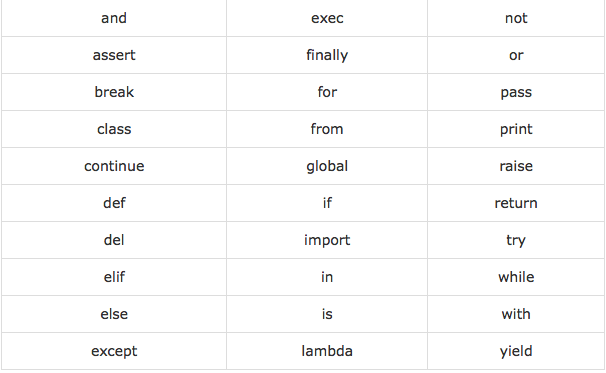 and exec not
assert finally or
break for pass
class from print
continue global raise
def if return
del import try
elif in while
else is with
except lambda yield